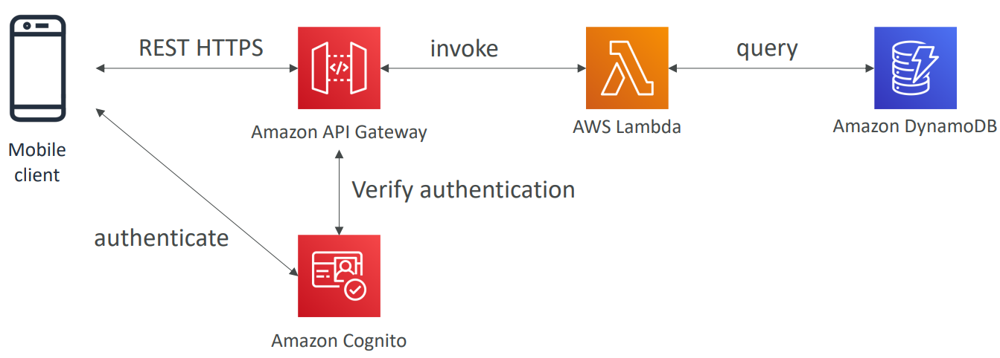 REST HTTPS
invoke
query
Amazon API Gateway
AWS Lambda
Amazon DynamoDB
Mobile
client
Verify authentication
authenticate
Amazon Cognito